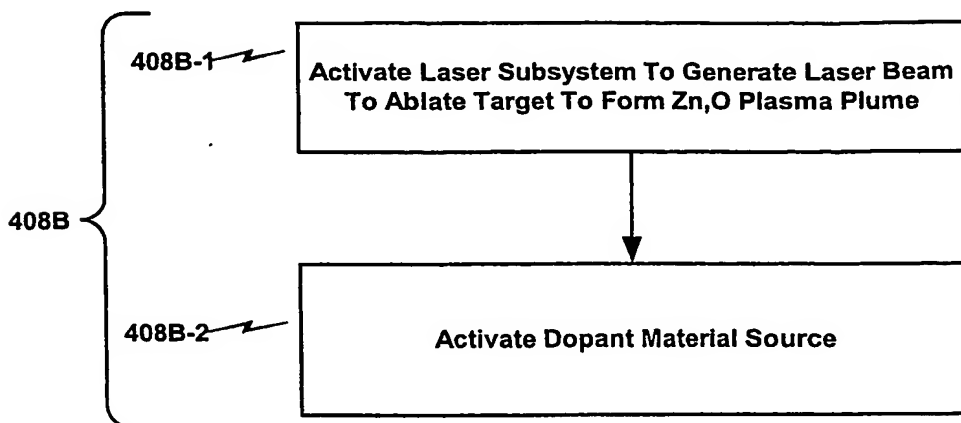 408B-1
Activate Laser Subsystem To Generate Laser Beam
To Ablate Target To Form Zn,O Plasma Plume
408B
408B-2
Activate Dopant Material Source